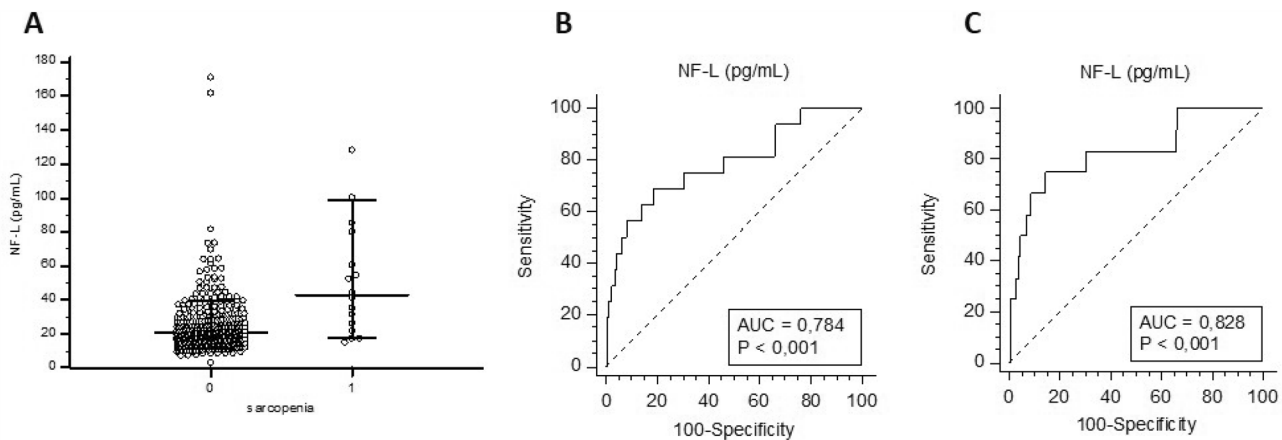 A
NF-L (pg/mL)
180
160
140
120
100
80
60
40
20
0
0 1
sarcopenia
B
NF-L (pg/mL)
Sensitivity
100
80
60
40
20
0
AUC = 0,784
P < 0,001
0 20 40 60 80 100
100-Specificity
C
NF-L (pg/mL)
Sensitivity
100
80
60
40
20
0
AUC = 0,828
P < 0,001
0 20 40 60 80 100
100-Specificity